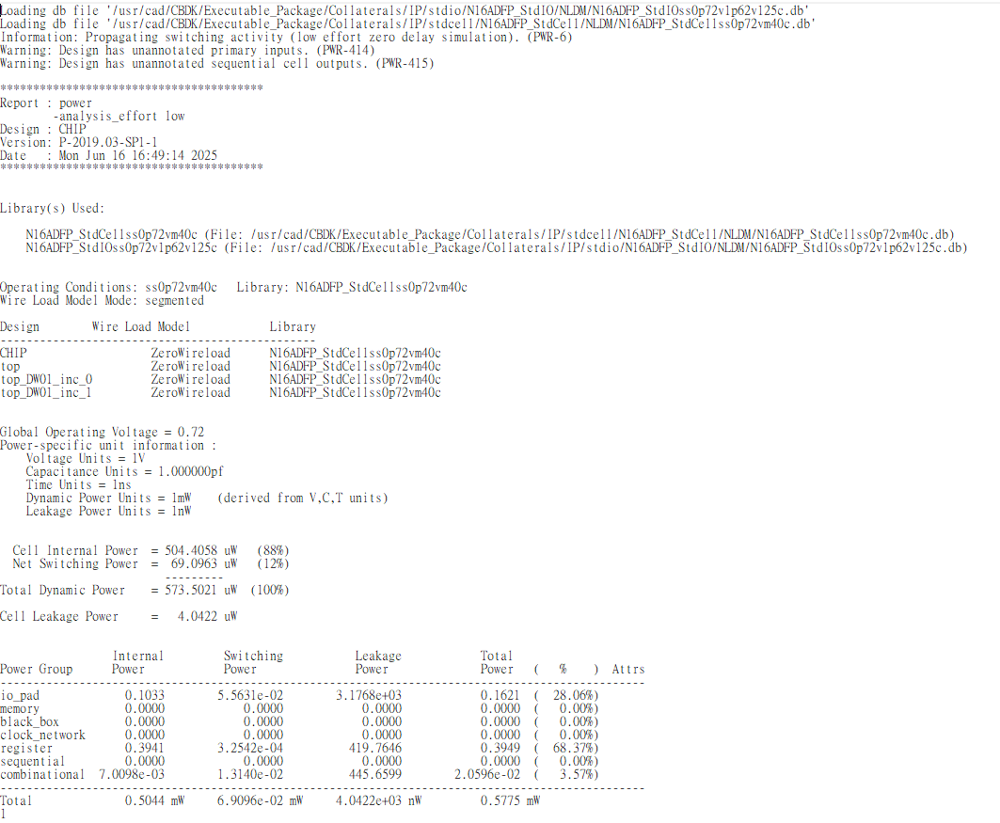 Loading db file '/usr/cad/CBDK/Executable_Package/Collaterals/IP/stdio/N16ADFP_StdIO/NLDM/N16ADFP_StdIOss0p72v1p62v125c.db'
Loading db file '/usr/cad/CBDK/Executable_Package/Collaterals/IP/stdcell/N16ADFP_StdCell/NLDM/N16ADFP_StdCellss0p72vm40c.db'
Information: Propagating switching activity (low effort zero delay simulation). (PWR-6)
Warning: Design has unannotated primary inputs. (PWR-414)
Warning: Design has unannotated sequential cell outputs. (PWR-415)
****************************************
Report : power
        -analysis_effort low
Design : CHIP
Version: P-2019.03-SP1-1
Date   : Mon Jun 16 16:49:14 2025
****************************************
Library(s) Used:
    N16ADFP_StdCellss0p72vm40c (File: /usr/cad/CBDK/Executable_Package/Collaterals/IP/stdcell/N16ADFP_StdCell/NLDM/N16ADFP_StdCellss0p72vm40c.db)
    N16ADFP_StdIOss0p72v1p62v125c (File: /usr/cad/CBDK/Executable_Package/Collaterals/IP/stdio/N16ADFP_StdIO/NLDM/N16ADFP_StdIOss0p72v1p62v125c.db)
Operating Conditions: ss0p72vm40c   Library: N16ADFP_StdCellss0p72vm40c
Wire Load Model Mode: segmented
Design        Wire Load Model            Library
------------------------------------------------
CHIP                   ZeroWireload      N16ADFP_StdCellss0p72vm40c
top                    ZeroWireload      N16ADFP_StdCellss0p72vm40c
top_DW01_inc_0         ZeroWireload      N16ADFP_StdCellss0p72vm40c
top_DW01_inc_1         ZeroWireload      N16ADFP_StdCellss0p72vm40c
Global Operating Voltage = 0.72
Power-specific unit information :
    Voltage Units = 1V
    Capacitance Units = 1.000000pf
    Time Units = 1ns
    Dynamic Power Units = 1mW    (derived from V,C,T units)
    Leakage Power Units = 1nW
  Cell Internal Power  = 504.4058 uW   (88%)
  Net Switching Power  =  69.0963 uW   (12%)
                         ---------
Total Dynamic Power    = 573.5021 uW  (100%)
Cell Leakage Power     =   4.0422 uW
                 Internal         Switching           Leakage            Total
Power Group      Power            Power               Power              Power   (   %    )  Attrs
--------------------------------------------------------------------------------------------------
io_pad             0.1033        5.5631e-02        3.1768e+03            0.1621  (  28.06%)
memory             0.0000            0.0000            0.0000            0.0000  (   0.00%)
black_box          0.0000            0.0000            0.0000            0.0000  (   0.00%)
clock_network      0.0000            0.0000            0.0000            0.0000  (   0.00%)
register           0.3941        3.2542e-04          419.7646            0.3949  (  68.37%)
sequential         0.0000            0.0000            0.0000            0.0000  (   0.00%)
combinational  7.0098e-03        1.3140e-02          445.6599        2.0596e-02  (   3.57%)
--------------------------------------------------------------------------------------------------
Total              0.5044 mW     6.9096e-02 mW     4.0422e+03 nW         0.5775 mW
1